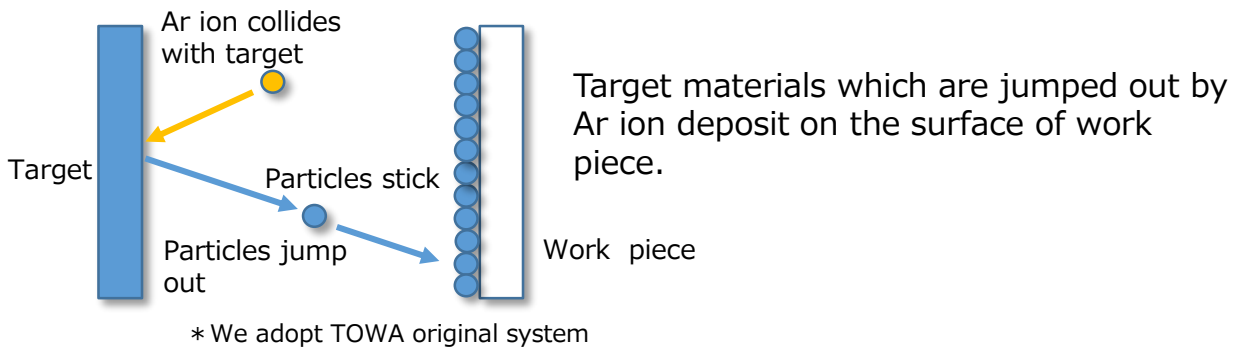 Ar ion collides
with target
Target
Particles stick
Particles jump
out
Work piece
Target materials which are jumped out by
Ar ion deposit on the surface of work
piece.
＊We adopt TOWA original system